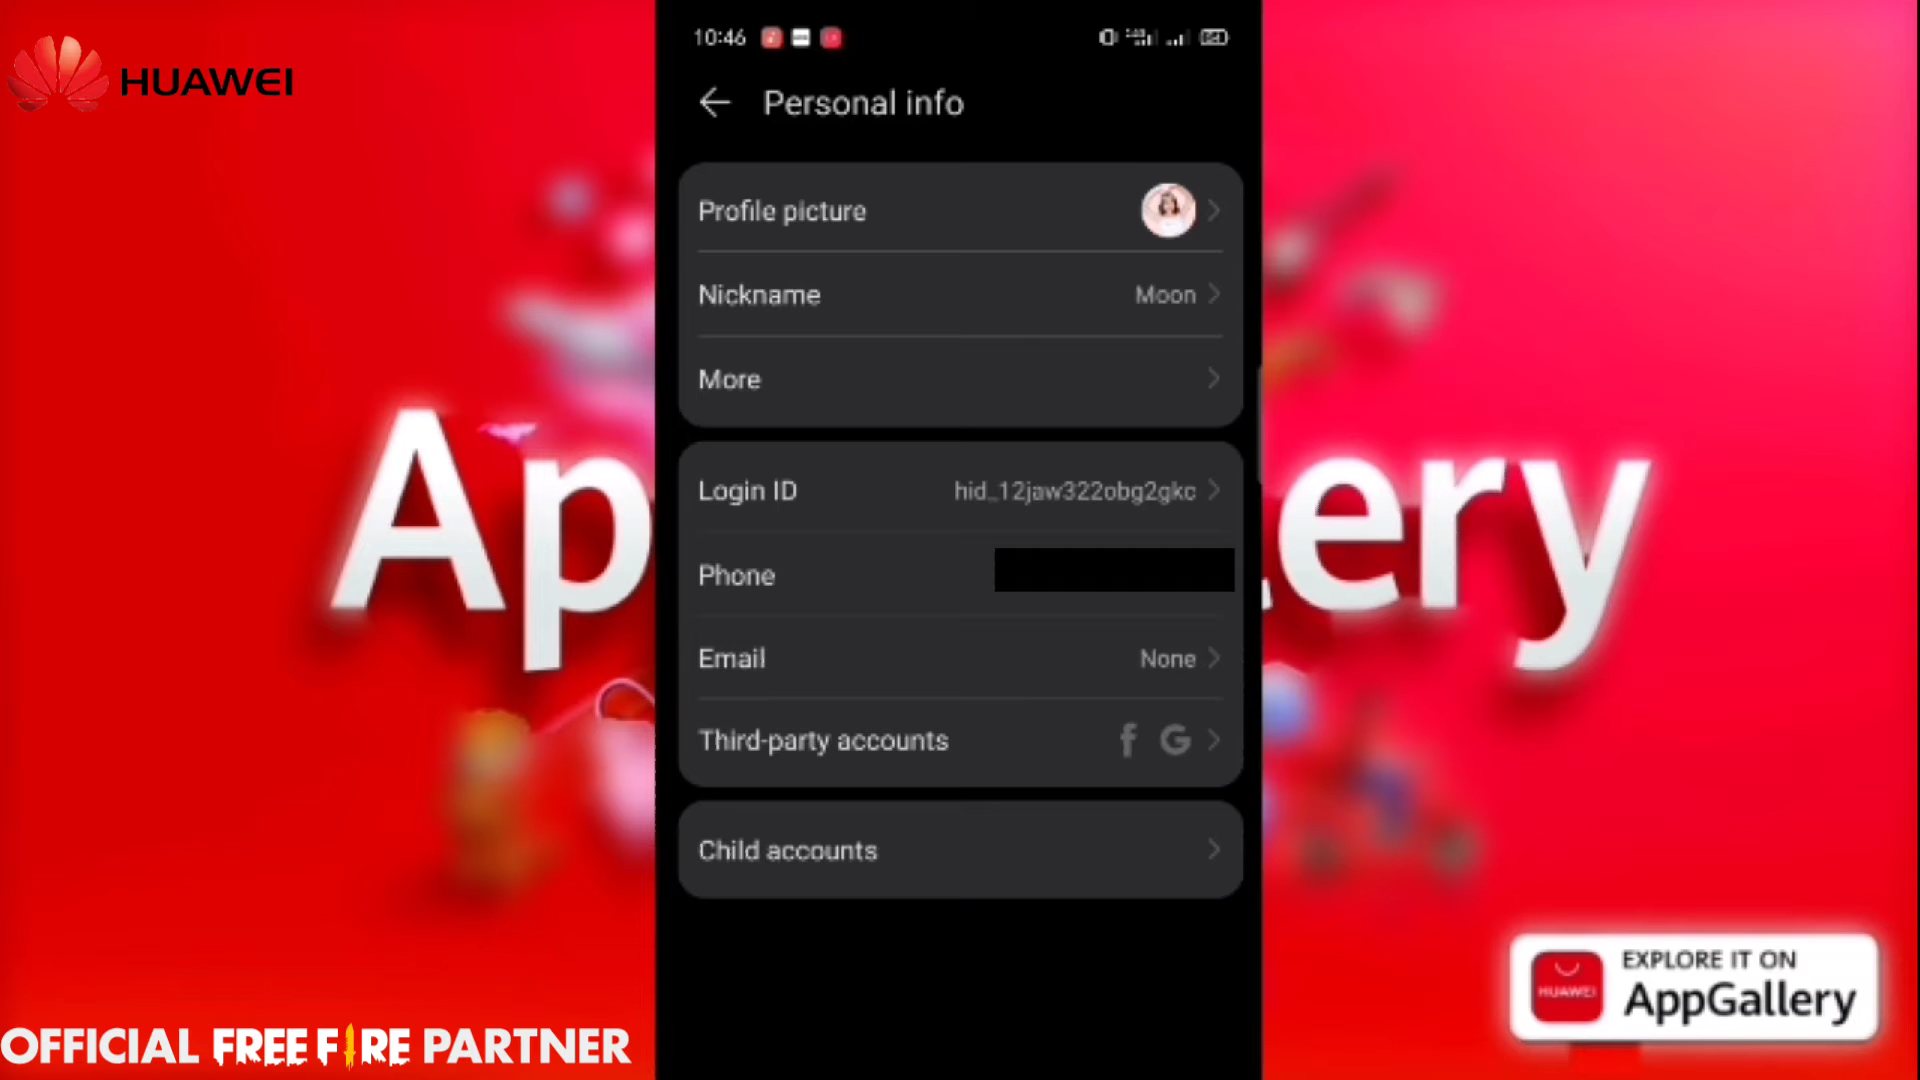 HUAWEI
10:46
Personal info
Profile picture
Nickname Moon
More
Login ID hid_12jaw322obg2gkc
Phone
Email None
Third-party accounts f G
Child accounts
Ap
ery
EXPLORE IT ON
HUAWEI
AppGallery
OFFICIAL FREE FIRE PARTNER